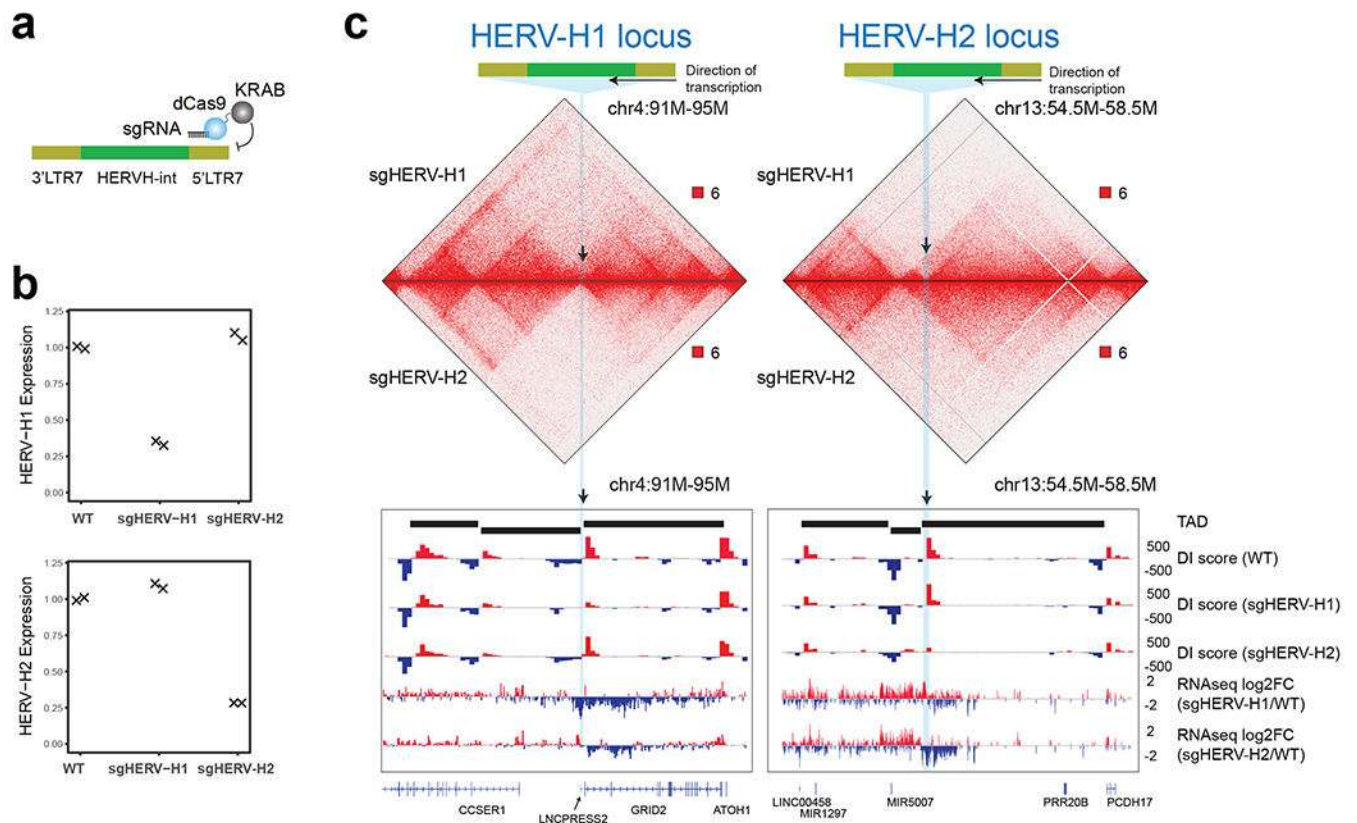 a
KRAB
dCas9
sgRNA
3'LTR7 HERVH-int 5'LTR7
b
HERV−H1 Expression
1.25
1.00
0.75
0.50
0.25
0.00
WT sgHERV−H1 sgHERV-H2
HERV−H2 Expression
1.25
1.00
0.75
0.50
0.25
0.00
WT sgHERV−H1 sgHERV-H2
c
HERV-H1 locus
Direction of
transcription
chr4:91M-95M
sgHERV-H1
6
sgHERV-H2
6
chr4:91M-95M
HERV-H2 locus
Direction of
transcription
chr13:54.5M-58.5M
sgHERV-H1
6
sgHERV-H2
6
chr13:54.5M-58.5M
TAD
500
-500
DI score (WT)
500
-500
DI score (sgHERV-H1)
500
-500
DI score (sgHERV-H2)
2
-2
RNAseq log2FC
(sgHERV-H1/WT)
2
-2
RNAseq log2FC
(sgHERV-H2/WT)
CCSER1 LNCPRESS2 GRID2 ATOH1
LINC00458 MIR5007 PRR20B PCDH17
MIR1297